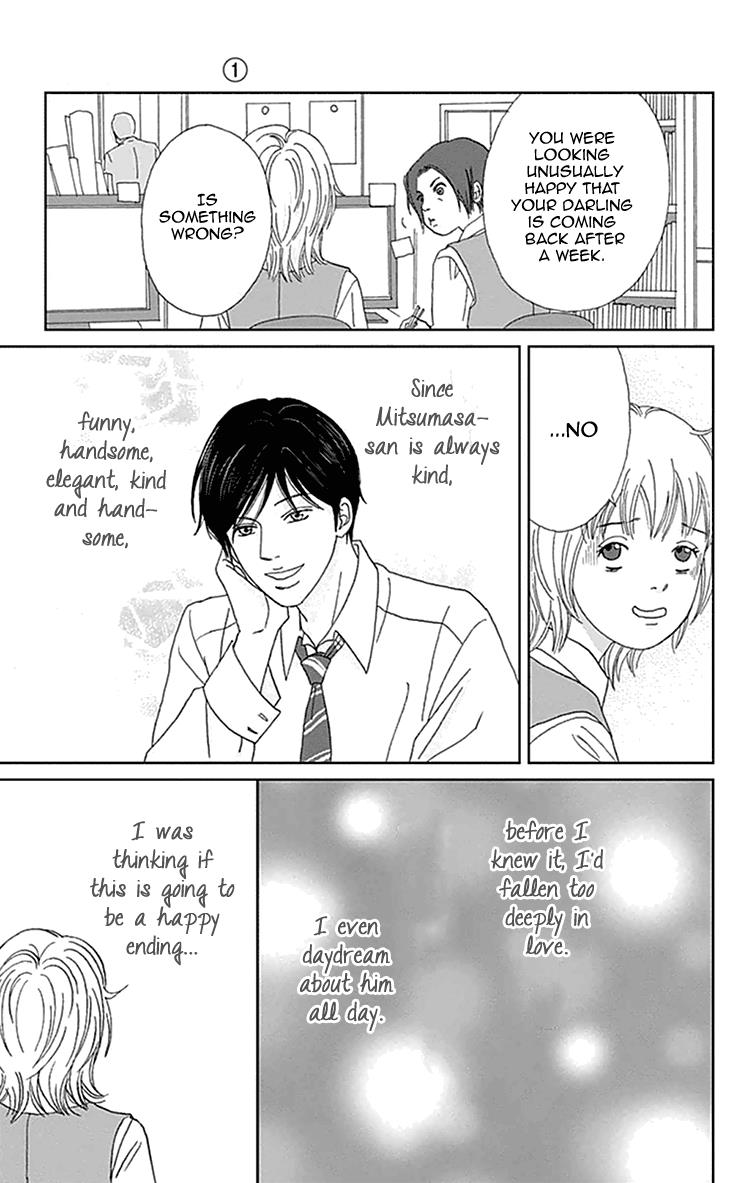 ①
YOU WERE
LOOKING
UNUSUALLY
HAPPY THAT
YOUR DARLING
IS COMING
BACK AFTER
A WEEK.
IS
SOMETHING
WRONG?
...NO
Since
Mitsumasa-
san is always
kind,
funny,
handsome,
elegant, kind
and hand-
some,
before I
knew it, I'd
fallen too
deeply in
love.
I even
daydream
about him
all day.
I was
thinking if
this is going to
be a happy
ending...